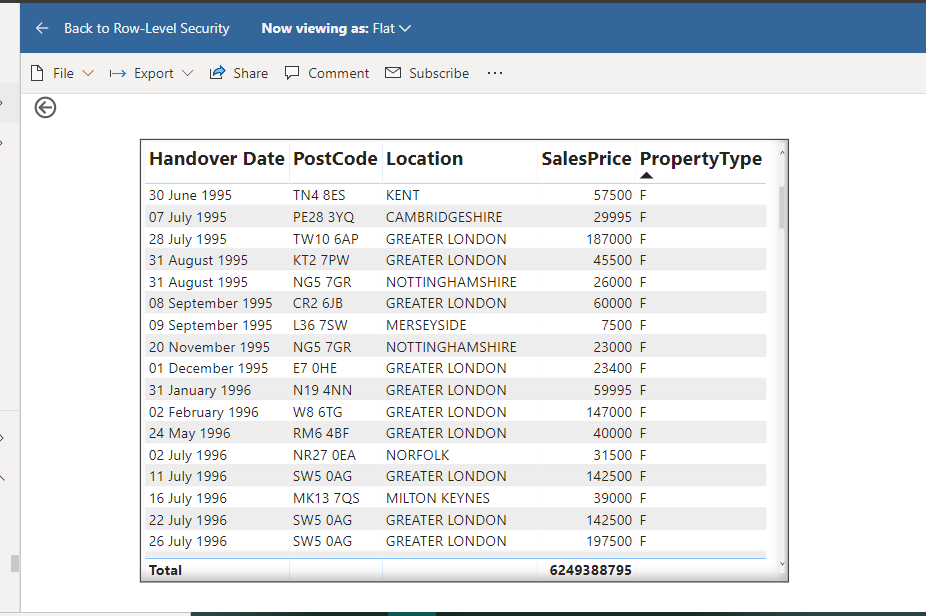 Back to Row-Level Security Now viewing as: Flat
File Export Share Comment Subscribe ...
Handover Date PostCode Location SalesPrice PropertyType
30 June 1995 TN4 8ES KENT 57500 F
07 July 1995 PE28 3YQ CAMBRIDGESHIRE 29995 F
28 July 1995 TW10 6AP GREATER LONDON 187000 F
31 August 1995 KT2 7PW GREATER LONDON 45500 F
31 August 1995 NG5 7GR NOTTINGHAMSHIRE 26000 F
08 September 1995 CR2 6JB GREATER LONDON 60000 F
09 September 1995 L36 7SW MERSEYSIDE 7500 F
20 November 1995 NG5 7GR NOTTINGHAMSHIRE 23000 F
01 December 1995 E7 0HE GREATER LONDON 23400 F
31 January 1996 N19 4NN GREATER LONDON 59995 F
02 February 1996 W8 6TG GREATER LONDON 147000 F
24 May 1996 RM6 4BF GREATER LONDON 40000 F
02 July 1996 NR27 0EA NORFOLK 31500 F
11 July 1996 SW5 0AG GREATER LONDON 142500 F
16 July 1996 MK13 7QS MILTON KEYNES 39000 F
22 July 1996 SW5 0AG GREATER LONDON 142500 F
26 July 1996 SW5 0AG GREATER LONDON 197500 F
Total 6249388795